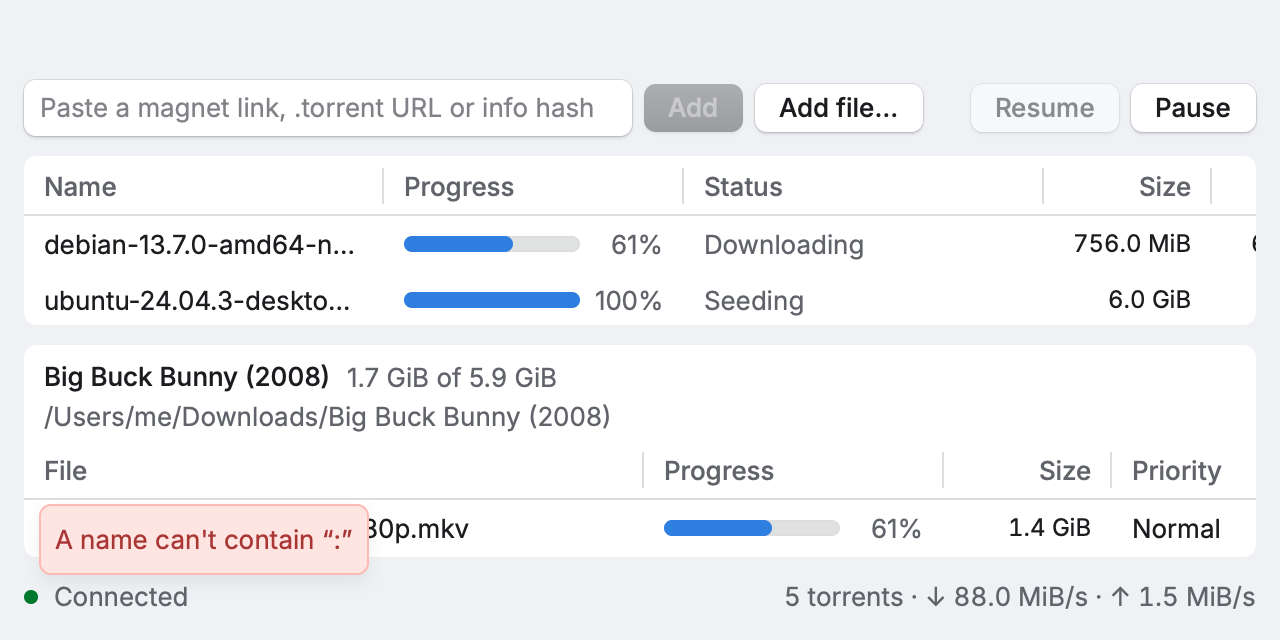 Paste a magnet link, .torrent URL or info hash Add Add file... Resume Pause
Name Progress Status Size
debian-13.7.0-amd64-n... 61% Downloading 756.0 MiB
ubuntu-24.04.3-deskto... 100% Seeding 6.0 GiB
Big Buck Bunny (2008) 1.7 GiB of 5.9 GiB
/Users/me/Downloads/Big Buck Bunny (2008)
File Progress Size Priority
80p.mkv 61% 1.4 GiB Normal
A name can't contain “:”
Connected 5 torrents · ↓ 88.0 MiB/s · ↑ 1.5 MiB/s